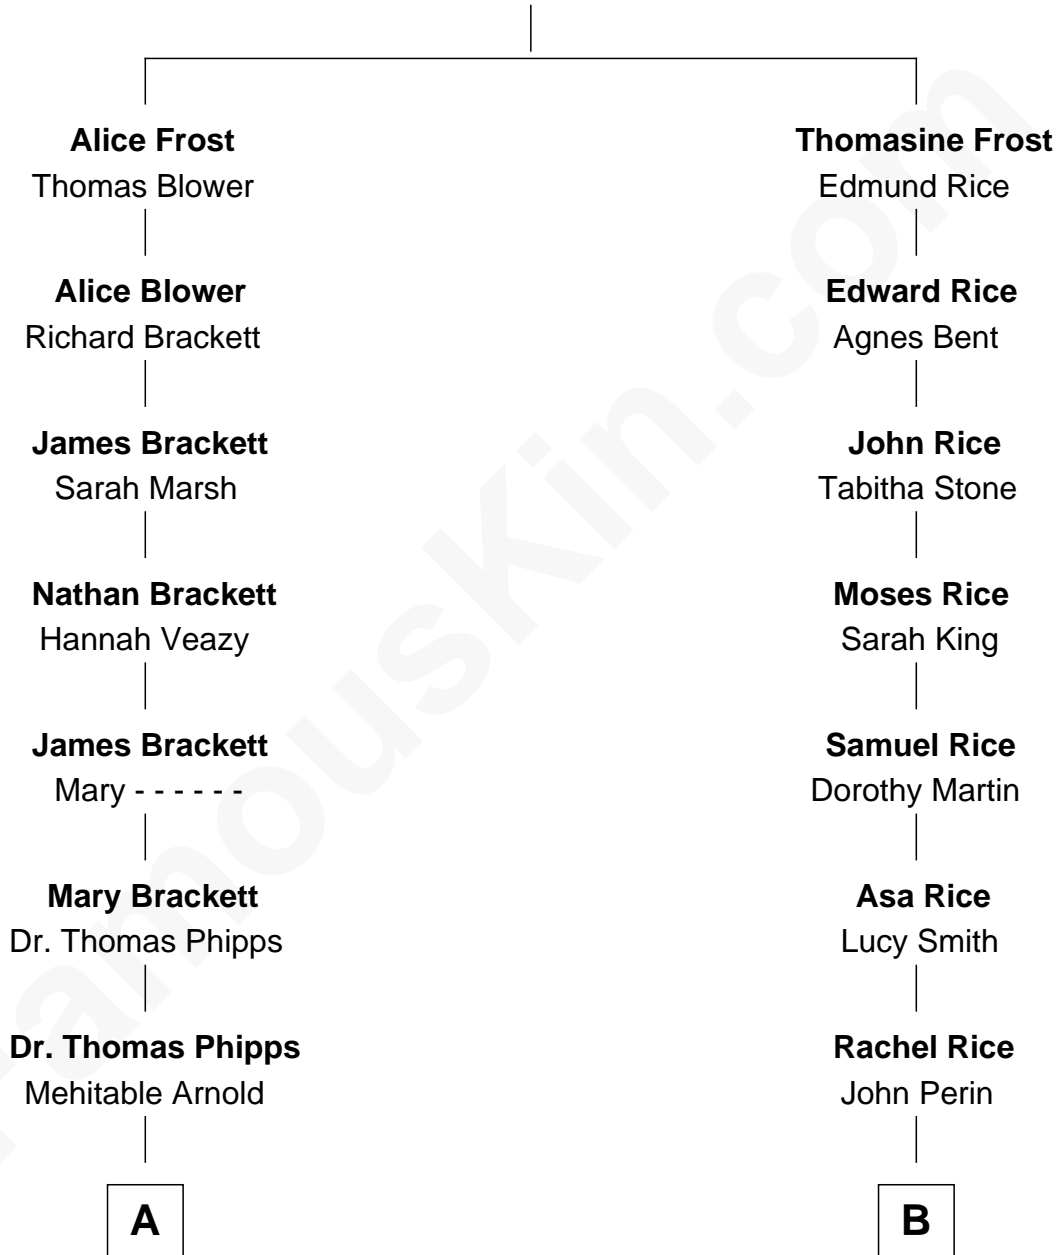 Alice Frost
Thomas Blower
Alice Blower
Richard Brackett
James Brackett
Sarah Marsh
Nathan Brackett
Hannah Veazy
James Brackett
Mary - - - - - -
Mary Brackett
Dr. Thomas Phipps
Dr. Thomas Phipps
Mehitable Arnold
A
Thomasine Frost
Edmund Rice
Edward Rice
Agnes Bent
John Rice
Tabitha Stone
Moses Rice
Sarah King
Samuel Rice
Dorothy Martin
Asa Rice
Lucy Smith
Rachel Rice
John Perin
B
FamousKin.com